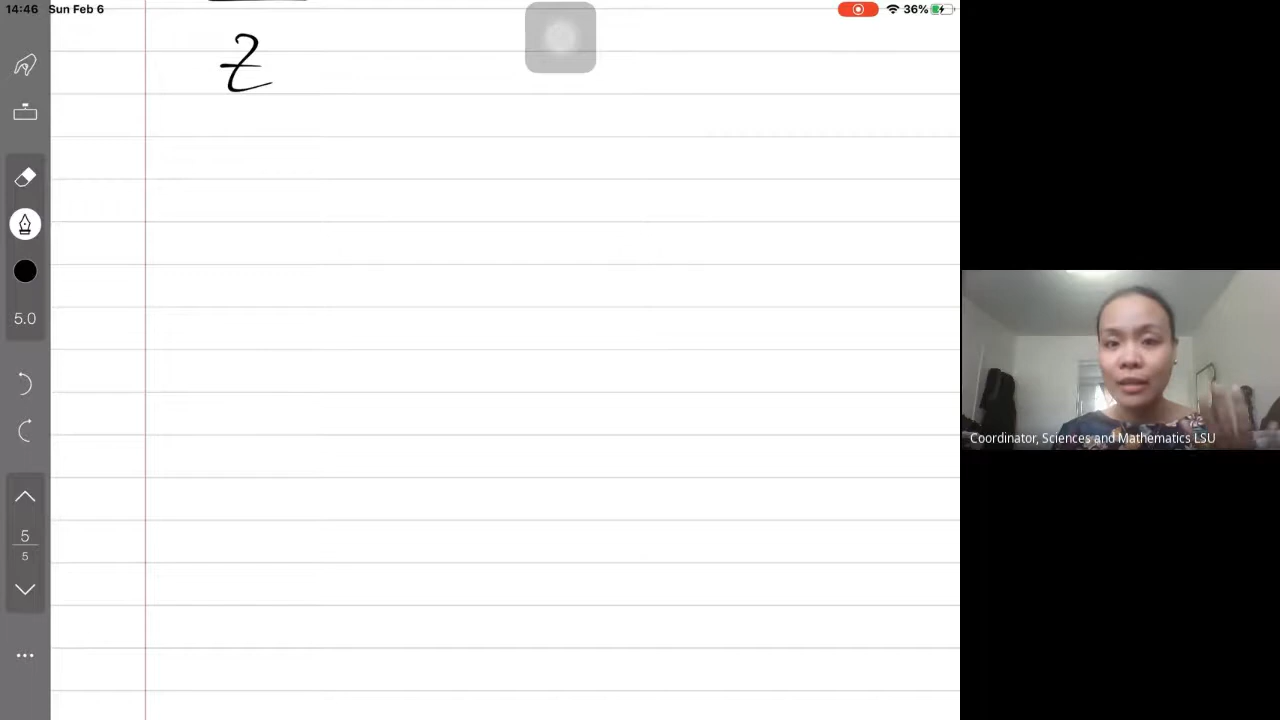 14:46 Sun Feb 6 36%
Z
5.0
5
5
Coordinator, Sciences and Mathematics LSU